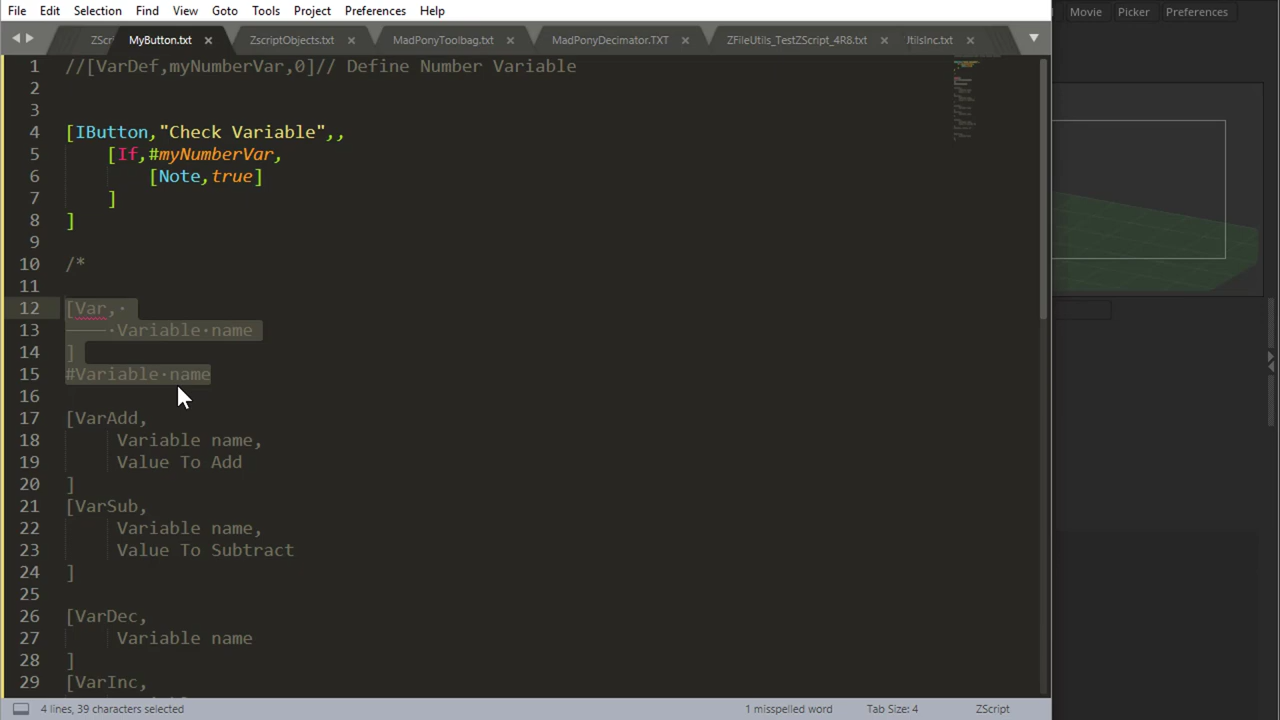 File Edit Selection Find View Goto Tools Project Preferences Help
Movie Picker Preferences
ZScr MyButton.txt × ZscriptObjects.txt × MadPonyToolbag.txt × MadPonyDecimator.TXT × ZFileUtils_TestZScript_4R8.txt × JtilsInc.txt ×
1 //[VarDef,myNumberVar,0]// Define Number Variable
2
3
4 [IButton,"Check Variable",,
5 [If,#myNumberVar,
6 [Note,true]
7 ]
8 ]
9
10 /*
11
12 [Var,·
13 ·Variable·name
14 ]
15 #Variable·name
16
17 [VarAdd,
18 Variable name,
19 Value To Add
20 ]
21 [VarSub,
22 Variable name,
23 Value To Subtract
24 ]
25
26 [VarDec,
27 Variable name
28 ]
29 [VarInc,
4 lines, 39 characters selected 1 misspelled word Tab Size: 4 ZScript